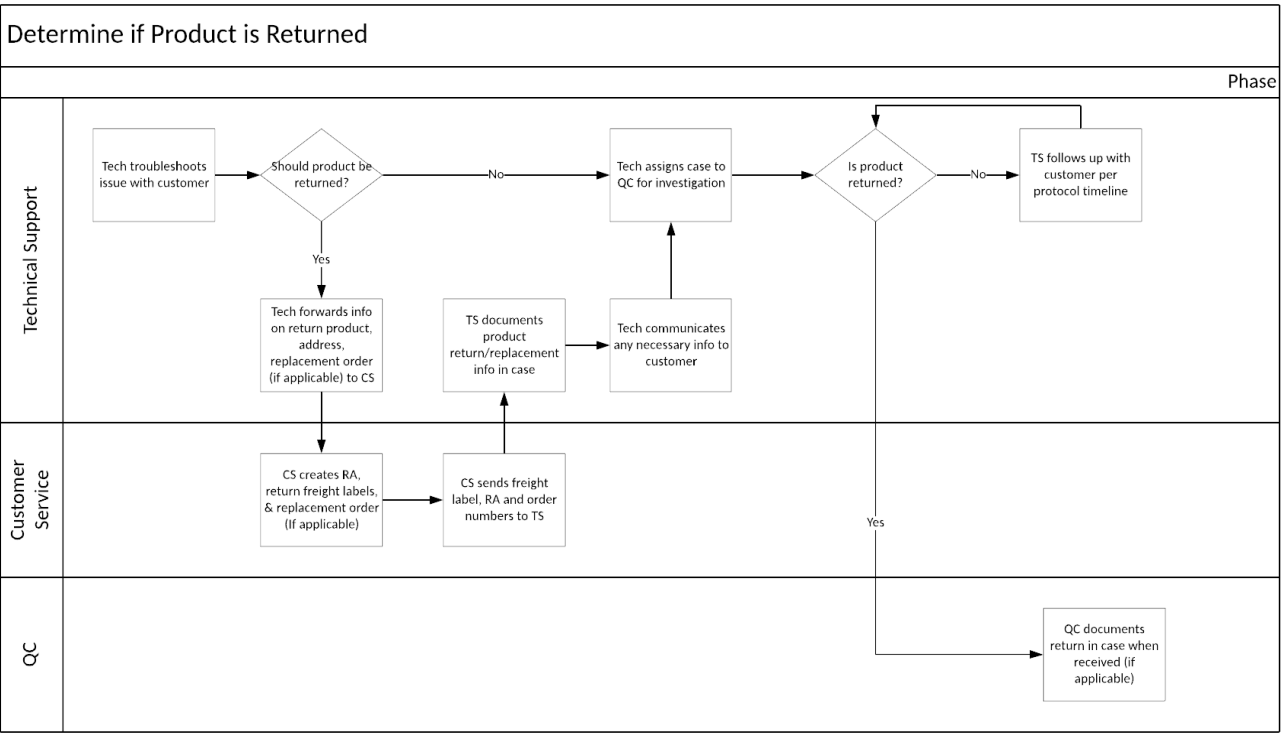 Determine if Product is Returned
Phase
Technical Support
Tech troubleshoots
issue with customer
Should product be
returned?
No
Tech assigns case to
QC for investigation
Is product
returned?
No
TS follows up with
customer per
protocol timeline
Yes
Tech forwards info
on return product,
address,
replacement order
(if applicable) to CS
TS documents
product
return/replacement
info in case
Tech communicates
any necessary info to
customer
Customer
Service
CS creates RA,
return freight labels,
& replacement order
(If applicable)
CS sends freight
label, RA and order
numbers to TS
Yes
QC
QC documents
return in case when
received (if
applicable)